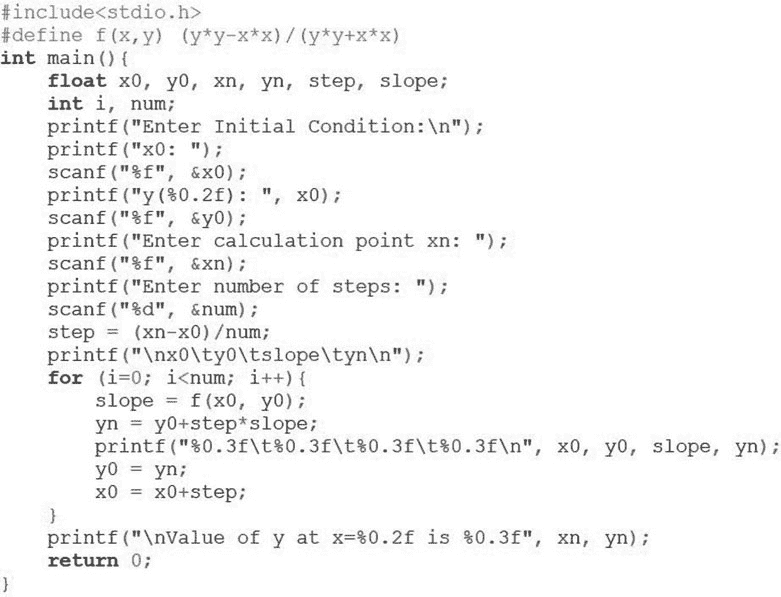 #include<stdio.h>
#define f(x,y) (y*y-x*x)/(y*y+x*x)
int main(){
    float x0, y0, xn, yn, step, slope;
    int i, num;
    printf("Enter Initial Condition:\n");
    printf("x0: ");
    scanf("%f", &x0);
    printf("y(%0.2f): ", x0);
    scanf("%f", &y0);
    printf("Enter calculation point xn: ");
    scanf("%f", &xn);
    printf("Enter number of steps: ");
    scanf("%d", &num);
    step = (xn-x0)/num;
    printf("\nx0\ty0\tslope\tyn\n");
    for (i=0; i<num; i++){
        slope = f(x0, y0);
        yn = y0+step*slope;
        printf("%0.3f\t%0.3f\t%0.3f\t%0.3f\n", x0, y0, slope, yn);
        y0 = yn;
        x0 = x0+step;
    }
    printf("\nValue of y at x=%0.2f is %0.3f", xn, yn);
    return 0;
}